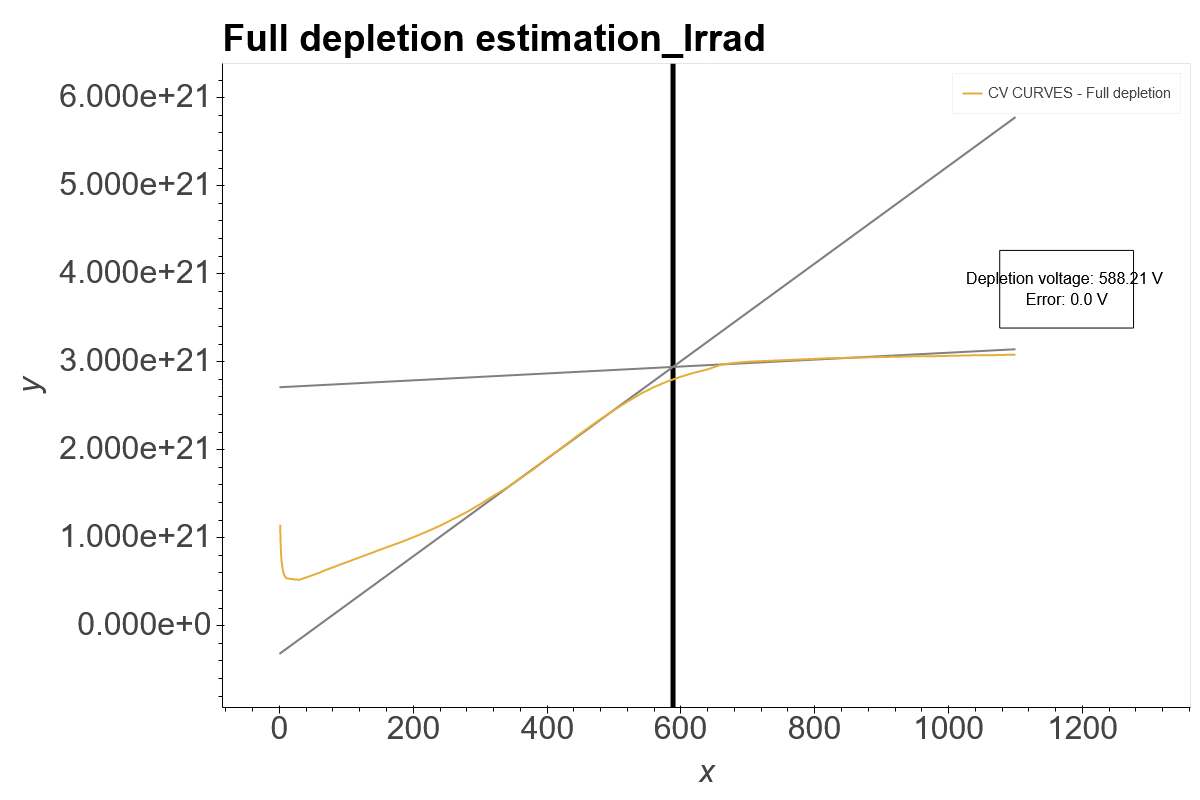 Full depletion estimation_Irrad
CV CURVES - Full depletion
6.000e+21
5.000e+21
4.000e+21
3.000e+21
2.000e+21
1.000e+21
0.000e+0
y
Depletion voltage: 588.21 V
Error: 0.0 V
0 200 400 600 800 1000 1200
x